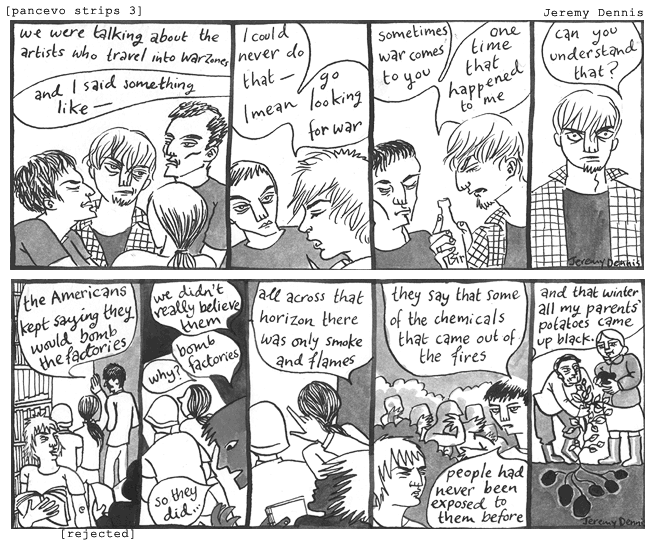 [pancevo strips 3]
Jeremy Dennis
we were talking about the
artists who travel into warzones
and I said something
like —
I could
never do
that —
I mean
go
looking
for war
sometimes
war comes
to you
one
time
that
happened
to me
can you
understand
that?
Jeremy Dennis
the Americans
kept saying they
would bomb
the factories
we didn't
really believe
them
why?
bomb
factories
so they
did...
all across that
horizon there
was only smoke
and flames
they say that some
of the chemicals
that came out of
the fires
people had
never been
exposed to
them before
and that winter
all my parents'
potatoes came
up black.
Jeremy Dennis
[rejected]